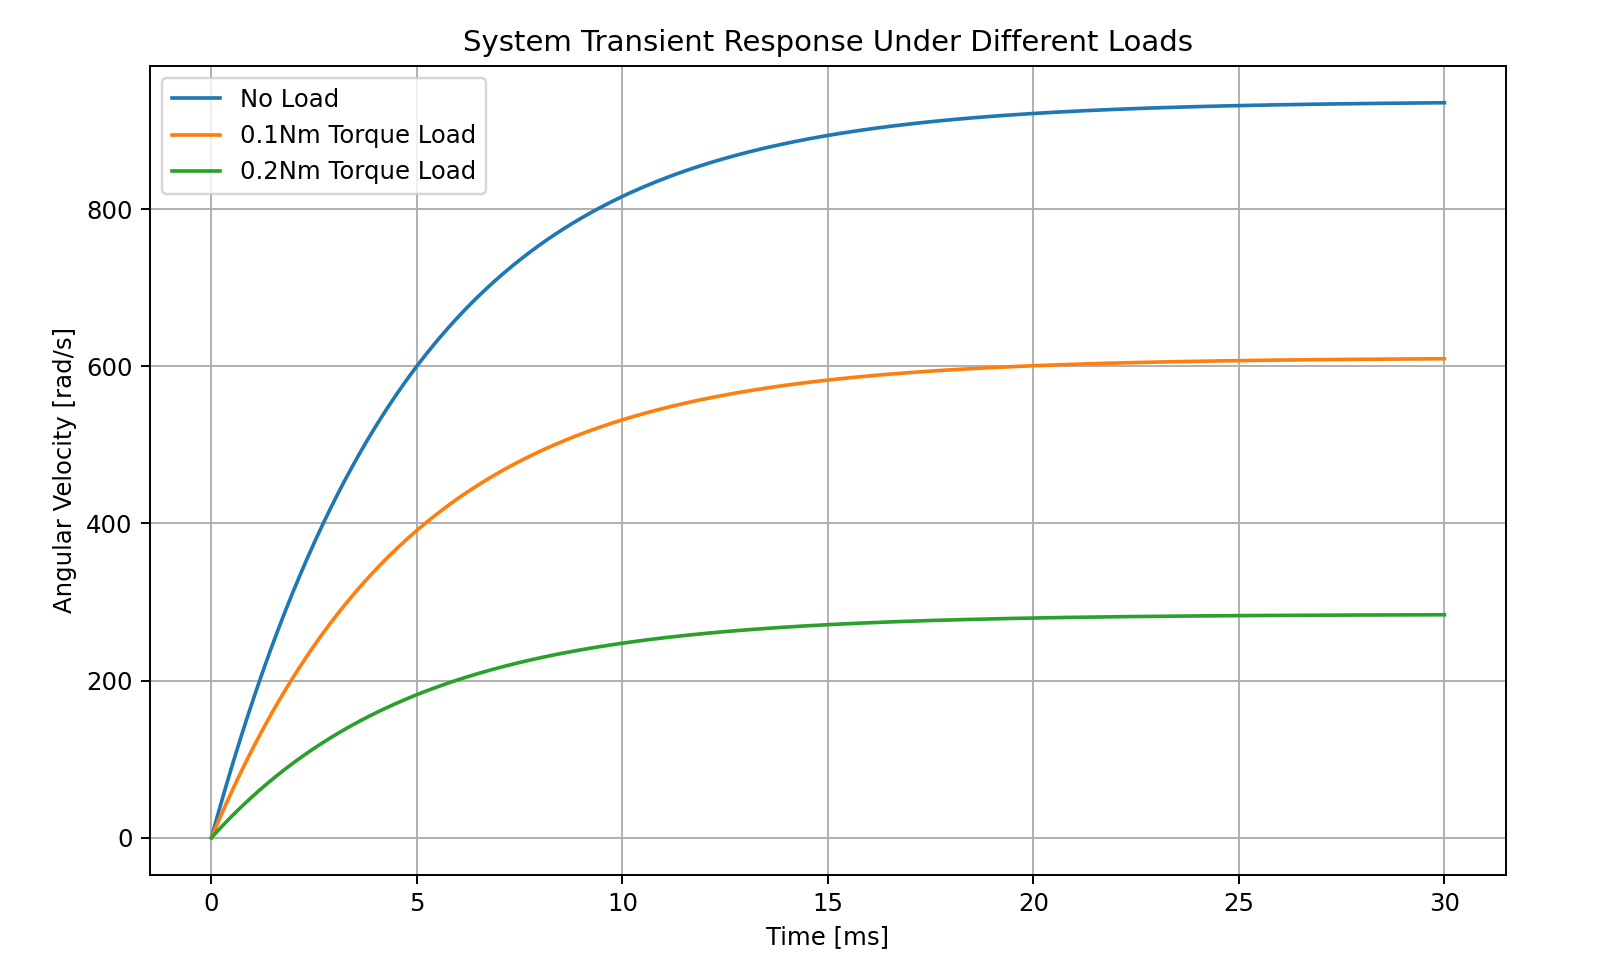 System Transient Response Under Different Loads
No Load
0.1Nm Torque Load
0.2Nm Torque Load
Angular Velocity [rad/s]
800
600
400
200
0
0 5 10 15 20 25 30
Time [ms]